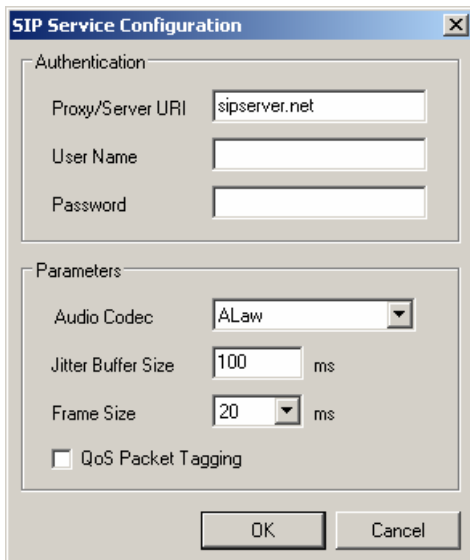 SIP Service Configuration
Authentication
Proxy/Server URI sipserver.net
User Name
Password
Parameters
Audio Codec ALaw
Jitter Buffer Size 100 ms
Frame Size 20 ms
QoS Packet Tagging
OK Cancel